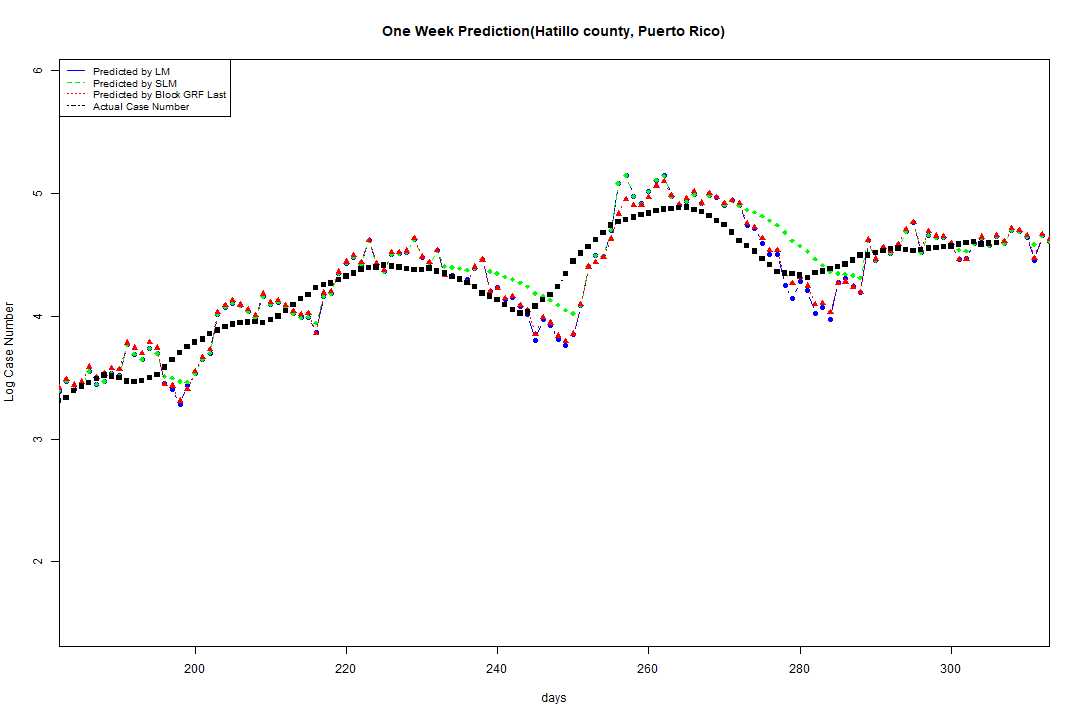 One Week Prediction(Hatillo county, Puerto Rico)
Predicted by LM
Predicted by SLM
Predicted by Block GRF Last
Actual Case Number
6
5
4
3
2
Log Case Number
200 220 240 260 280 300
days